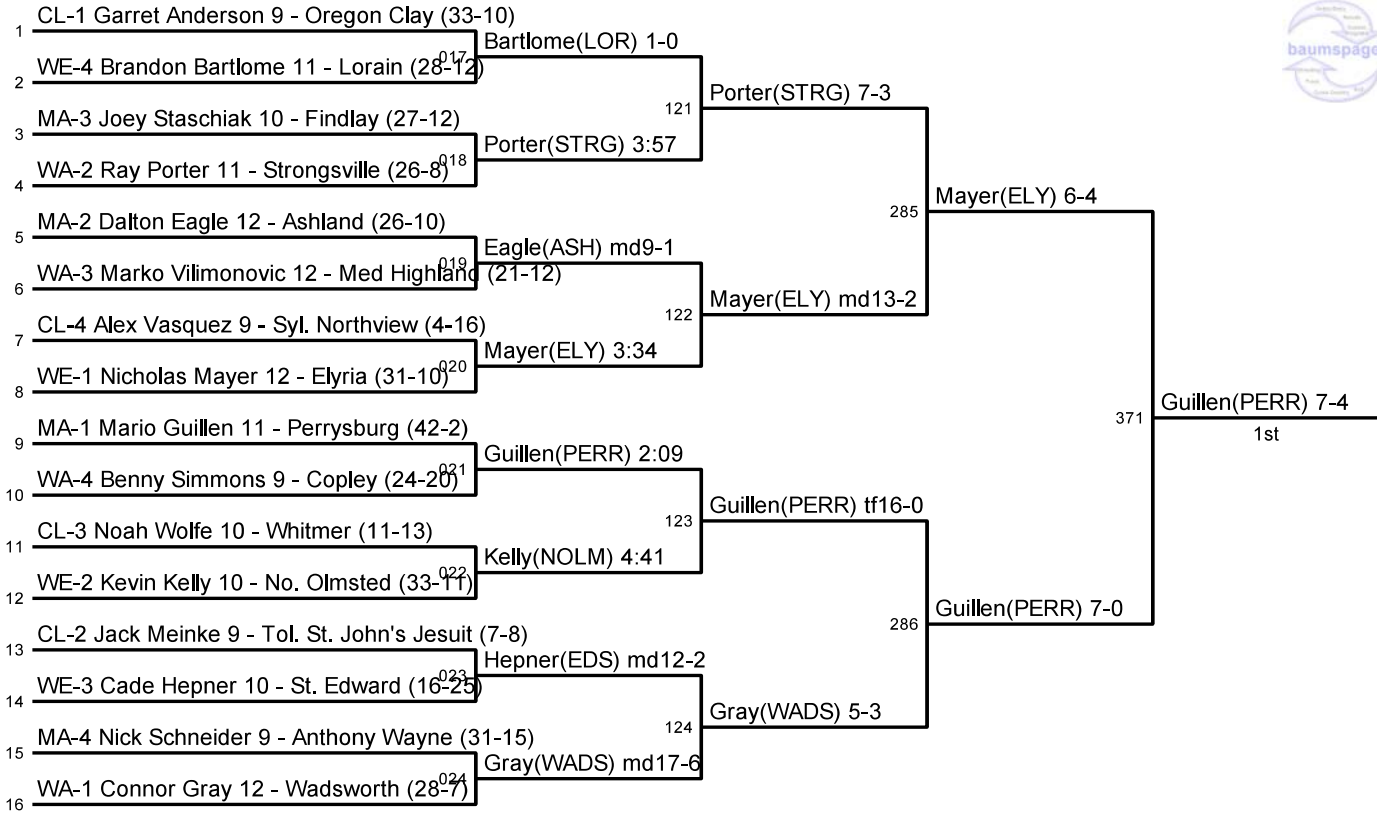 CL-1 Garret Anderson 9 - Oregon Clay (33-10)
1
017
Bartlome(LOR) 1-0
WE-4 Brandon Bartlome 11 - Lorain (28-12)
2
121
Porter(STRG) 7-3
MA-3 Joey Staschiak 10 - Findlay (27-12)
3
018
Porter(STRG) 3:57
WA-2 Ray Porter 11 - Strongsville (26-8)
4
285
Mayer(ELY) 6-4
MA-2 Dalton Eagle 12 - Ashland (26-10)
5
019
Eagle(ASH) md9-1
WA-3 Marko Vilimonovic 12 - Med Highland (21-12)
6
122
Mayer(ELY) md13-2
CL-4 Alex Vasquez 9 - Syl. Northview (4-16)
7
020
Mayer(ELY) 3:34
WE-1 Nicholas Mayer 12 - Elyria (31-10)
8
371
Guillen(PERR) 7-4
1st
MA-1 Mario Guillen 11 - Perrysburg (42-2)
9
021
Guillen(PERR) 2:09
WA-4 Benny Simmons 9 - Copley (24-20)
10
123
Guillen(PERR) tf16-0
CL-3 Noah Wolfe 10 - Whitmer (11-13)
11
022
Kelly(NOLM) 4:41
WE-2 Kevin Kelly 10 - No. Olmsted (33-11)
12
286
Guillen(PERR) 7-0
CL-2 Jack Meinke 9 - Tol. St. John's Jesuit (7-8)
13
023
Hepner(EDS) md12-2
WE-3 Cade Hepner 10 - St. Edward (16-25)
14
124
Gray(WADS) 5-3
MA-4 Nick Schneider 9 - Anthony Wayne (31-15)
15
024
Gray(WADS) md17-6
WA-1 Connor Gray 12 - Wadsworth (28-7)
16
baumspage